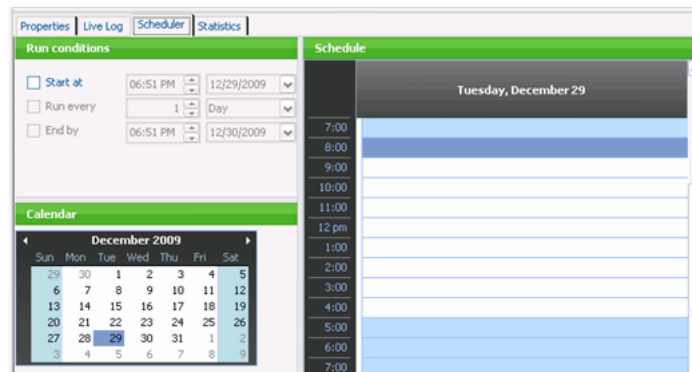 Properties Live Log Scheduler Statistics
Run conditions
Start at 06:51 PM 12/29/2009
Run every 1 Day
End by 06:51 PM 12/30/2009
Calendar
December 2009
Sun Mon Tue Wed Thu Fri Sat
29 30 1 2 3 4 5
6 7 8 9 10 11 12
13 14 15 16 17 18 19
20 21 22 23 24 25 26
27 28 29 30 31 1 2
3 4 5 6 7 8 9
Schedule
Tuesday, December 29
7:00
8:00
9:00
10:00
11:00
12 pm
1:00
2:00
3:00
4:00
5:00
6:00
7:00